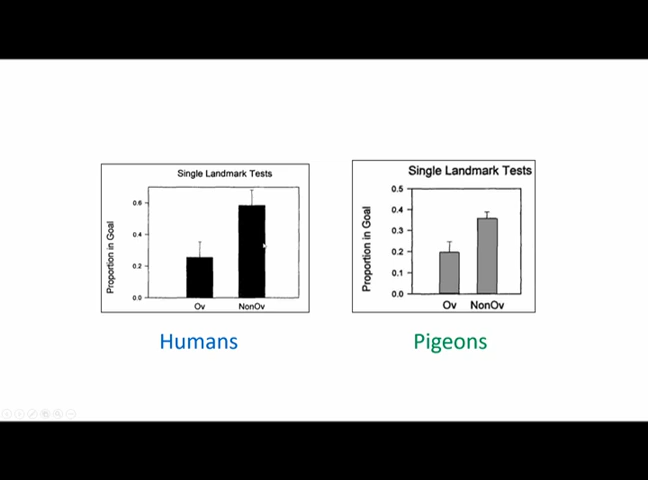 Single Landmark Tests
Proportion in Goal
0.6
0.4
0.2
0.0
Ov NonOv
Humans
Single Landmark Tests
Proportion in Goal
0.5
0.4
0.3
0.2
0.1
0.0
Ov NonOv
Pigeons